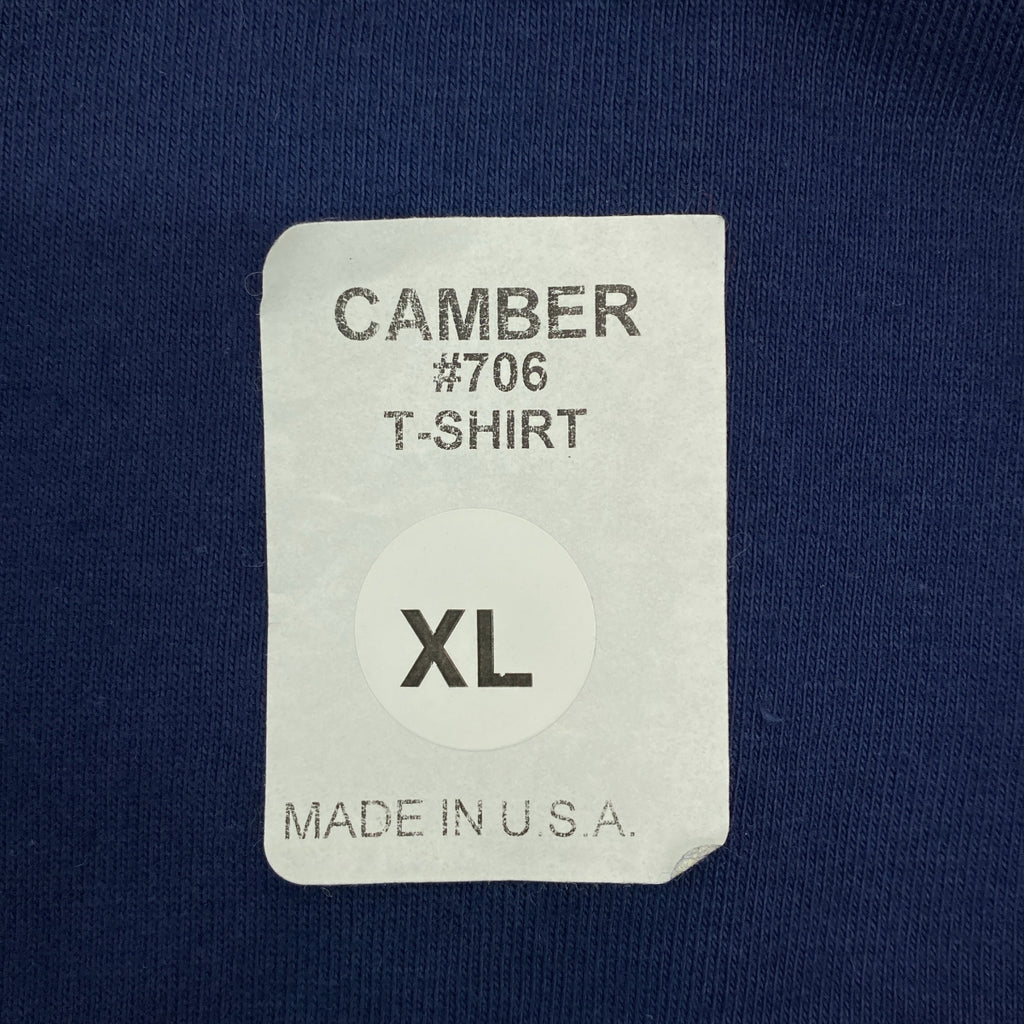 CAMBER
#706
T-SHIRT
XL
MADE IN U.S.A.